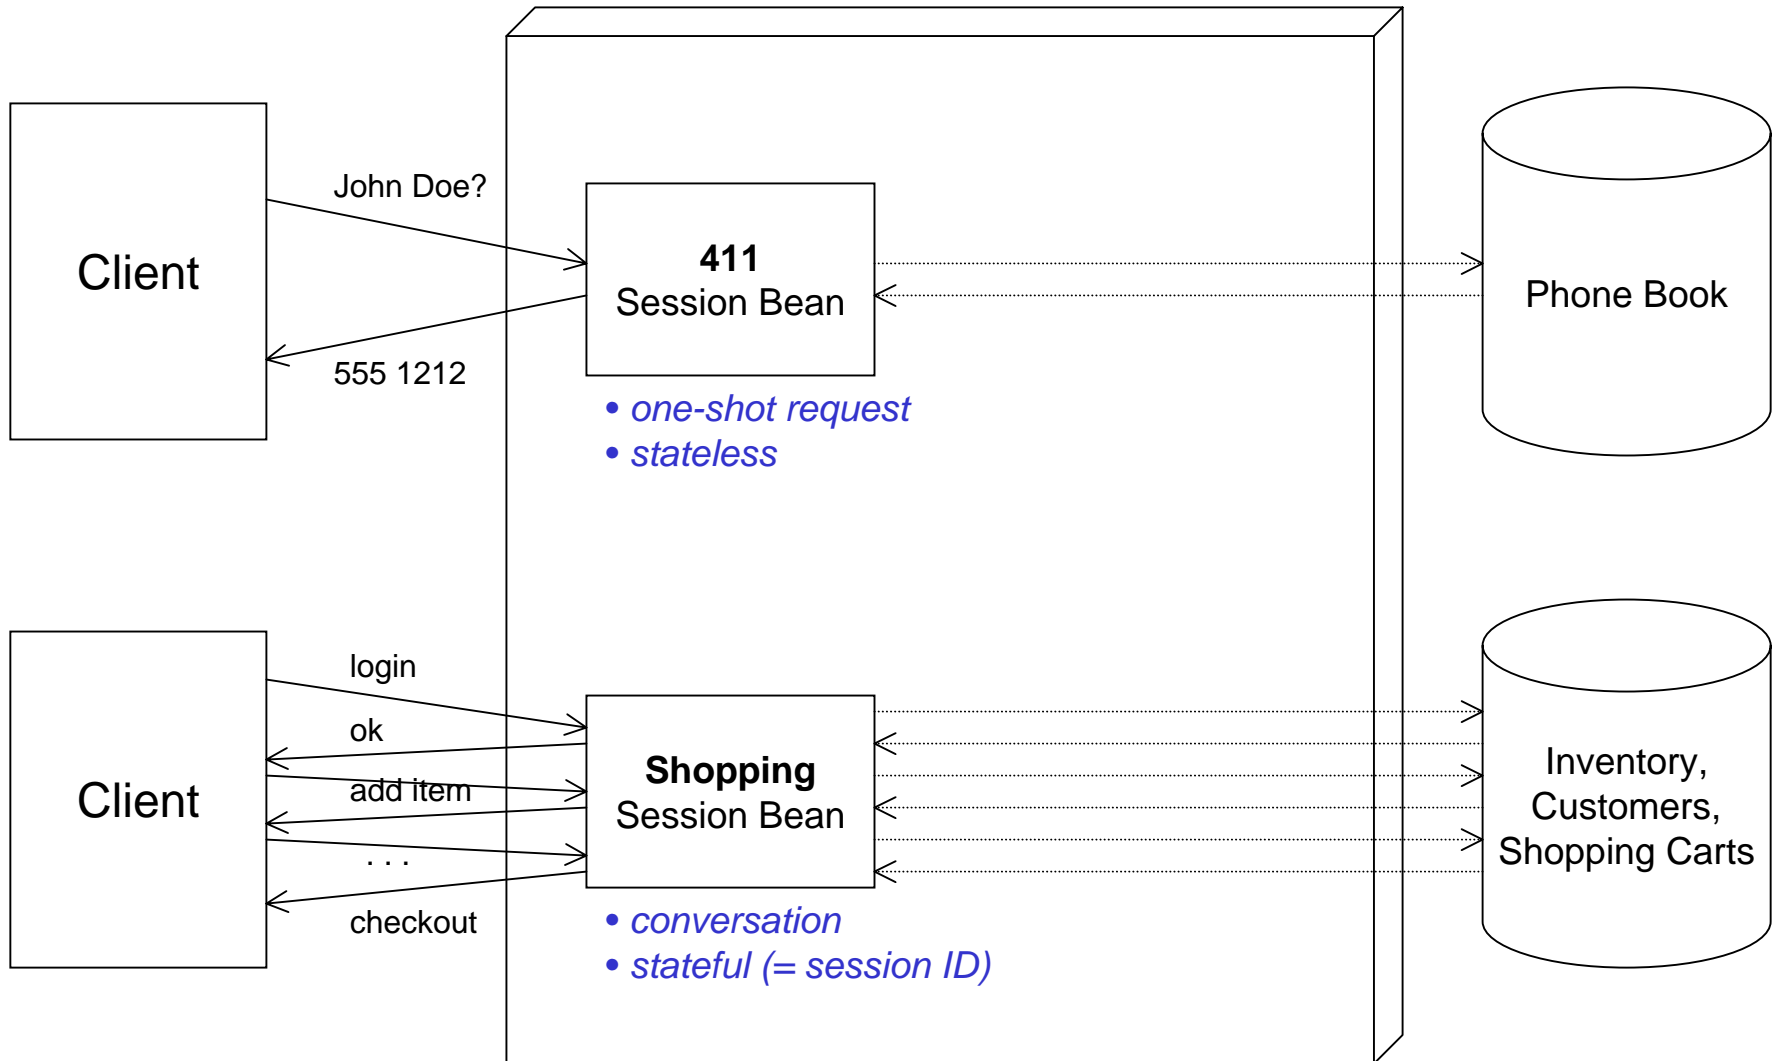 John Doe?
Client
411
Session Bean
Phone Book
555 1212
• one-shot request
• stateless
login
ok
Client
add item
Shopping
Session Bean
Inventory,
Customers,
Shopping Carts
. . .
checkout
• conversation
• stateful (= session ID)